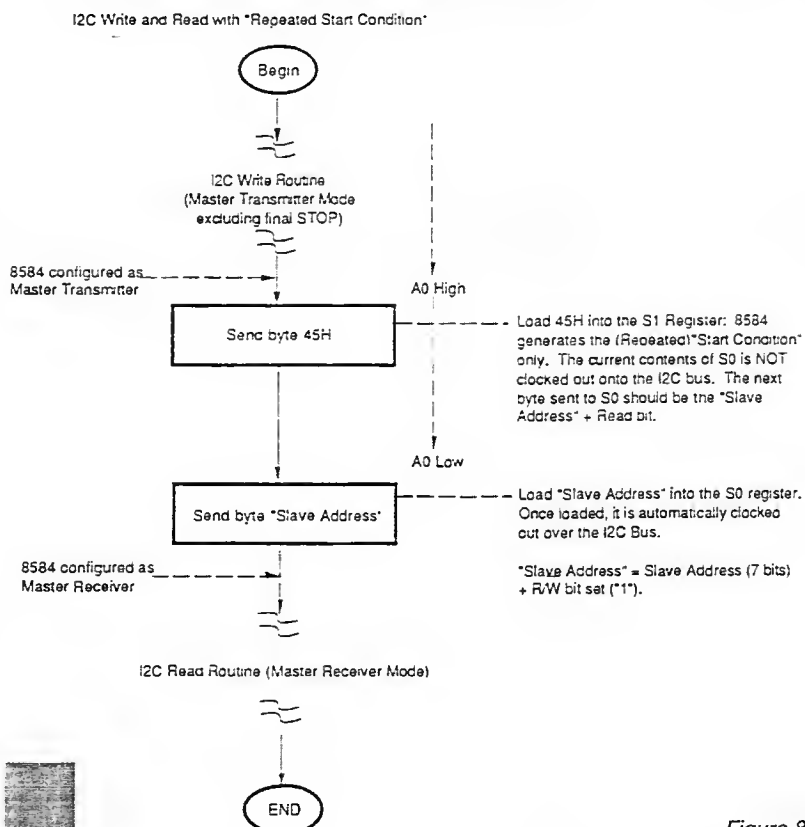 I2C Write and Read with "Repeated Start Condition"
Begin
I2C Write Routine
(Master Transmitter Mode
excluding final STOP)
8584 configured as
Master Transmitter
A0 High
Send byte 45H
Load 45H into the S1 Register: 8584
generates the (Repeated)"Start Condition"
only. The current contents of S0 is NOT
clocked out onto the I2C bus. The next
byte sent to S0 should be the "Slave
Address" + Read bit.
A0 Low
Send byte "Slave Address"
Load "Slave Address" into the S0 register.
Once loaded, it is automatically clocked
out over the I2C Bus.
"Slave Address" = Slave Address (7 bits)
+ R/W bit set ("1").
8584 configured as
Master Receiver
I2C Read Routine (Master Receiver Mode)
END
Figure 8